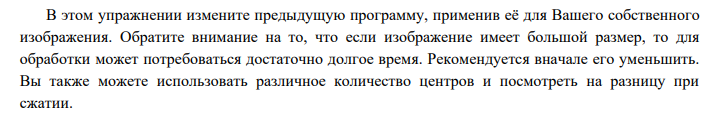 В этом упражнении измените предыдущую программу, применив её для Вашего собственного
изображения. Обратите внимание на то, что если изображение имеет большой размер, то для
обработки может потребоваться достаточно долгое время. Рекомендуется вначале его уменьшить.
Вы также можете использовать различное количество центров и посмотреть на разницу при
сжатии.